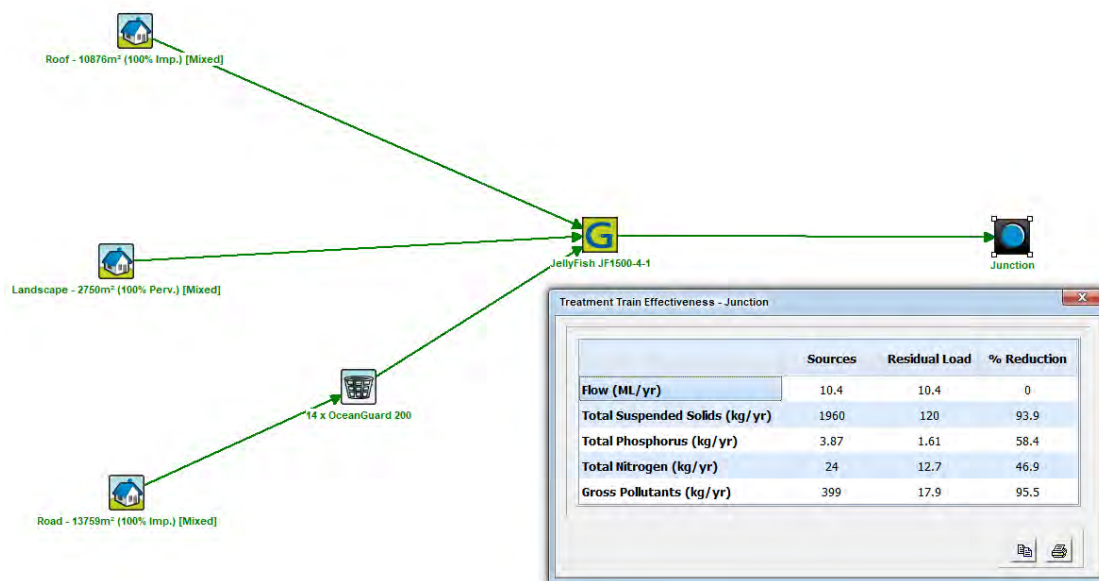 Roof - 10876m² (100% Imp.) [Mixed]
G
JellyFish JF1500-4-1
Junction
Landscape - 2750m² (100% Perv.) [Mixed]
14 x OceanGuard 200
Road - 13759m² (100% Imp.) [Mixed]
Treatment Train Effectiveness - Junction
Sources Residual Load % Reduction
Flow (ML/yr) 10.4 10.4 0
Total Suspended Solids (kg/yr) 1960 120 93.9
Total Phosphorus (kg/yr) 3.87 1.61 58.4
Total Nitrogen (kg/yr) 24 12.7 46.9
Gross Pollutants (kg/yr) 399 17.9 95.5